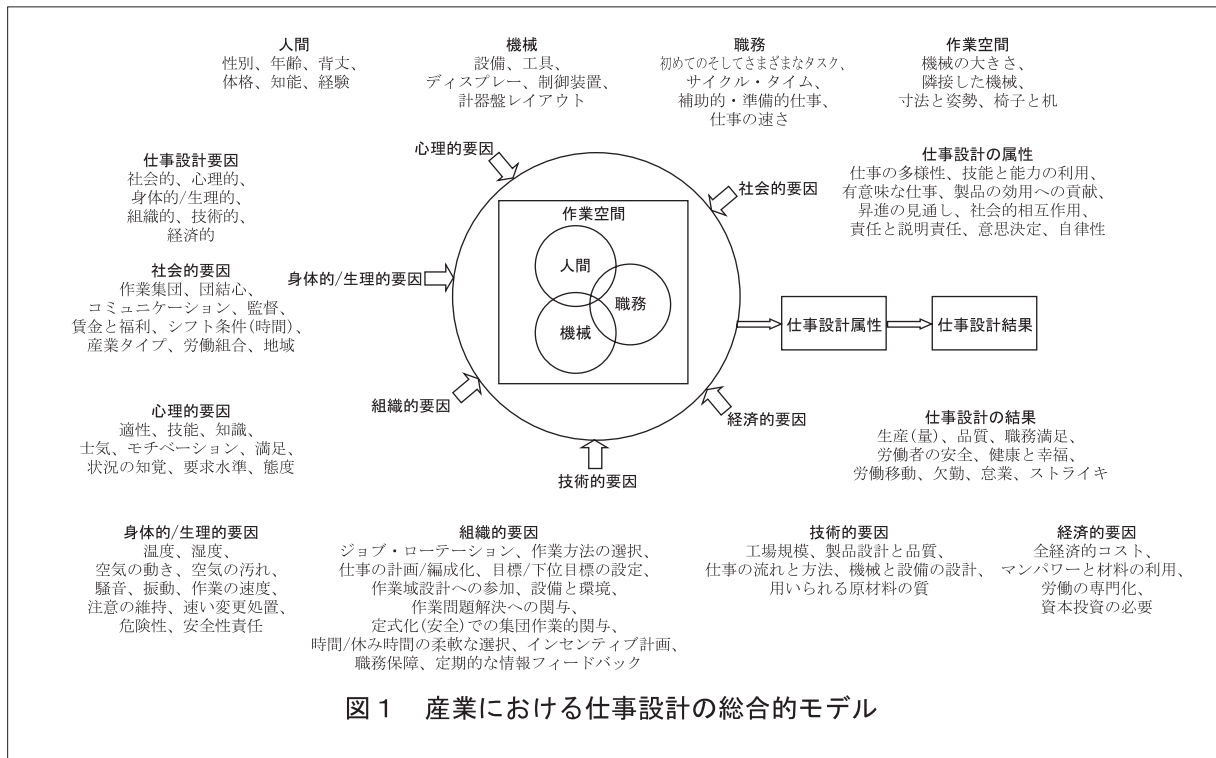 人間
性別、年齢、背丈、
体格、知能、経験
機械
設備、工具、
ディスプレー、制御装置、
計器盤レイアウト
職務
初めてのそしてさまざまなタスク、
サイクル・タイム、
補助的・準備的仕事、
仕事の速さ
作業空間
機械の大きさ、
隣接した機械、
寸法と姿勢、椅子と机
仕事設計要因
社会的、心理的、
身体的/生理的、
組織的、技術的、
経済的
社会的要因
作業集団、団結心、
コミュニケーション、監督、
賃金と福利、シフト条件(時間)、
産業タイプ、労働組合、地域
心理的要因
適性、技能、知識、
士気、モチベーション、満足、
状況の知覚、要求水準、態度
心理的要因
社会的要因
身体的/生理的要因
組織的要因
技術的要因
経済的要因
作業空間
人間
職務
機械
仕事設計属性
仕事設計結果
仕事設計の属性
仕事の多様性、技能と能力の利用、
有意味な仕事、製品の効用への貢献、
昇進の見通し、社会的相互作用、
責任と説明責任、意思決定、自律性
仕事設計の結果
生産(量)、品質、職務満足、
労働者の安全、健康と幸福、
労働移動、欠勤、怠業、ストライキ
身体的/生理的要因
温度、湿度、
空気の動き、空気の汚れ、
騒音、振動、作業の速度、
注意の維持、速い変更処置、
危険性、安全性責任
組織的要因
ジョブ・ローテーション、作業方法の選択、
仕事の計画/編成化、目標/下位目標の設定、
作業域設計への参加、設備と環境、
作業問題解決への関与、
定式化(安全)での集団作業的関与、
時間/休み時間の柔軟な選択、インセンティブ計画、
職務保障、定期的な情報フィードバック
技術的要因
工場規模、製品設計と品質、
仕事の流れと方法、機械と設備の設計、
用いられる原材料の質
経済的要因
全経済的コスト、
マンパワーと材料の利用、
労働の専門化、
資本投資の必要
図1 産業における仕事設計の総合的モデル